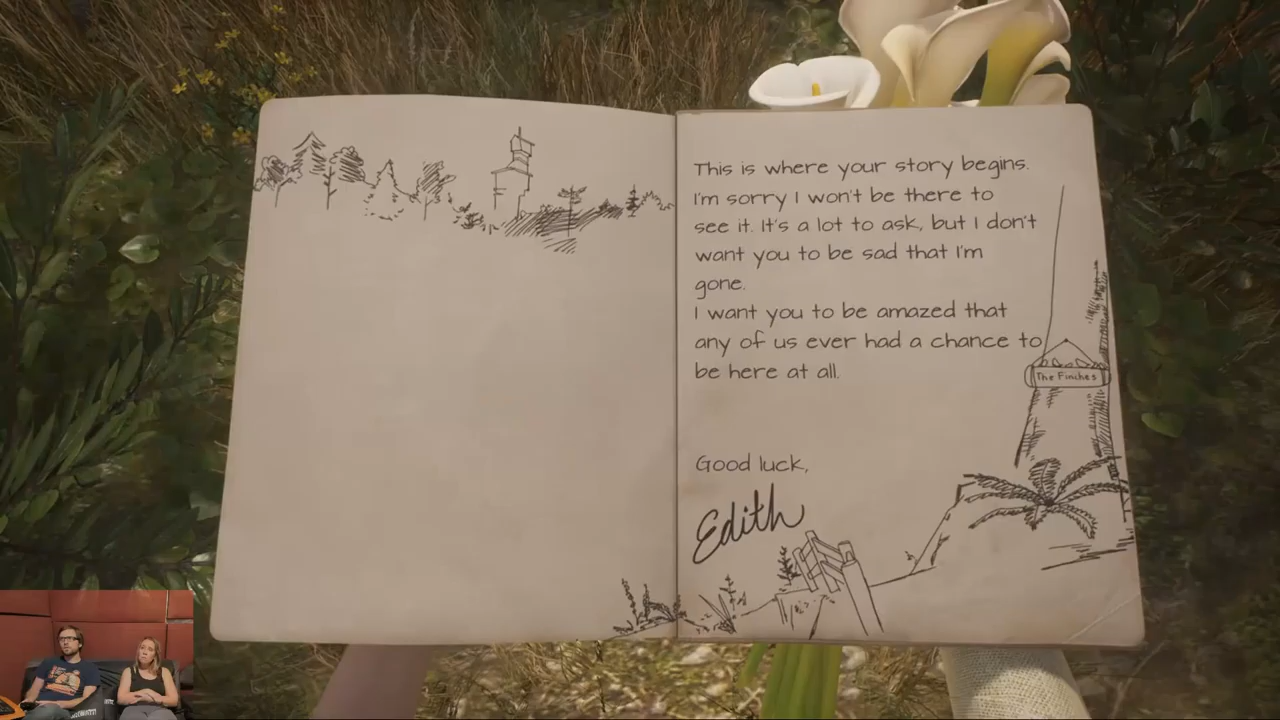 This is where your story begins.
I'm sorry I won't be there to
see it. It's a lot to ask, but I don't
want you to be sad that I'm
gone.
I want you to be amazed that
any of us ever had a chance to
be here at all.
The Finches
Good luck,
Edith